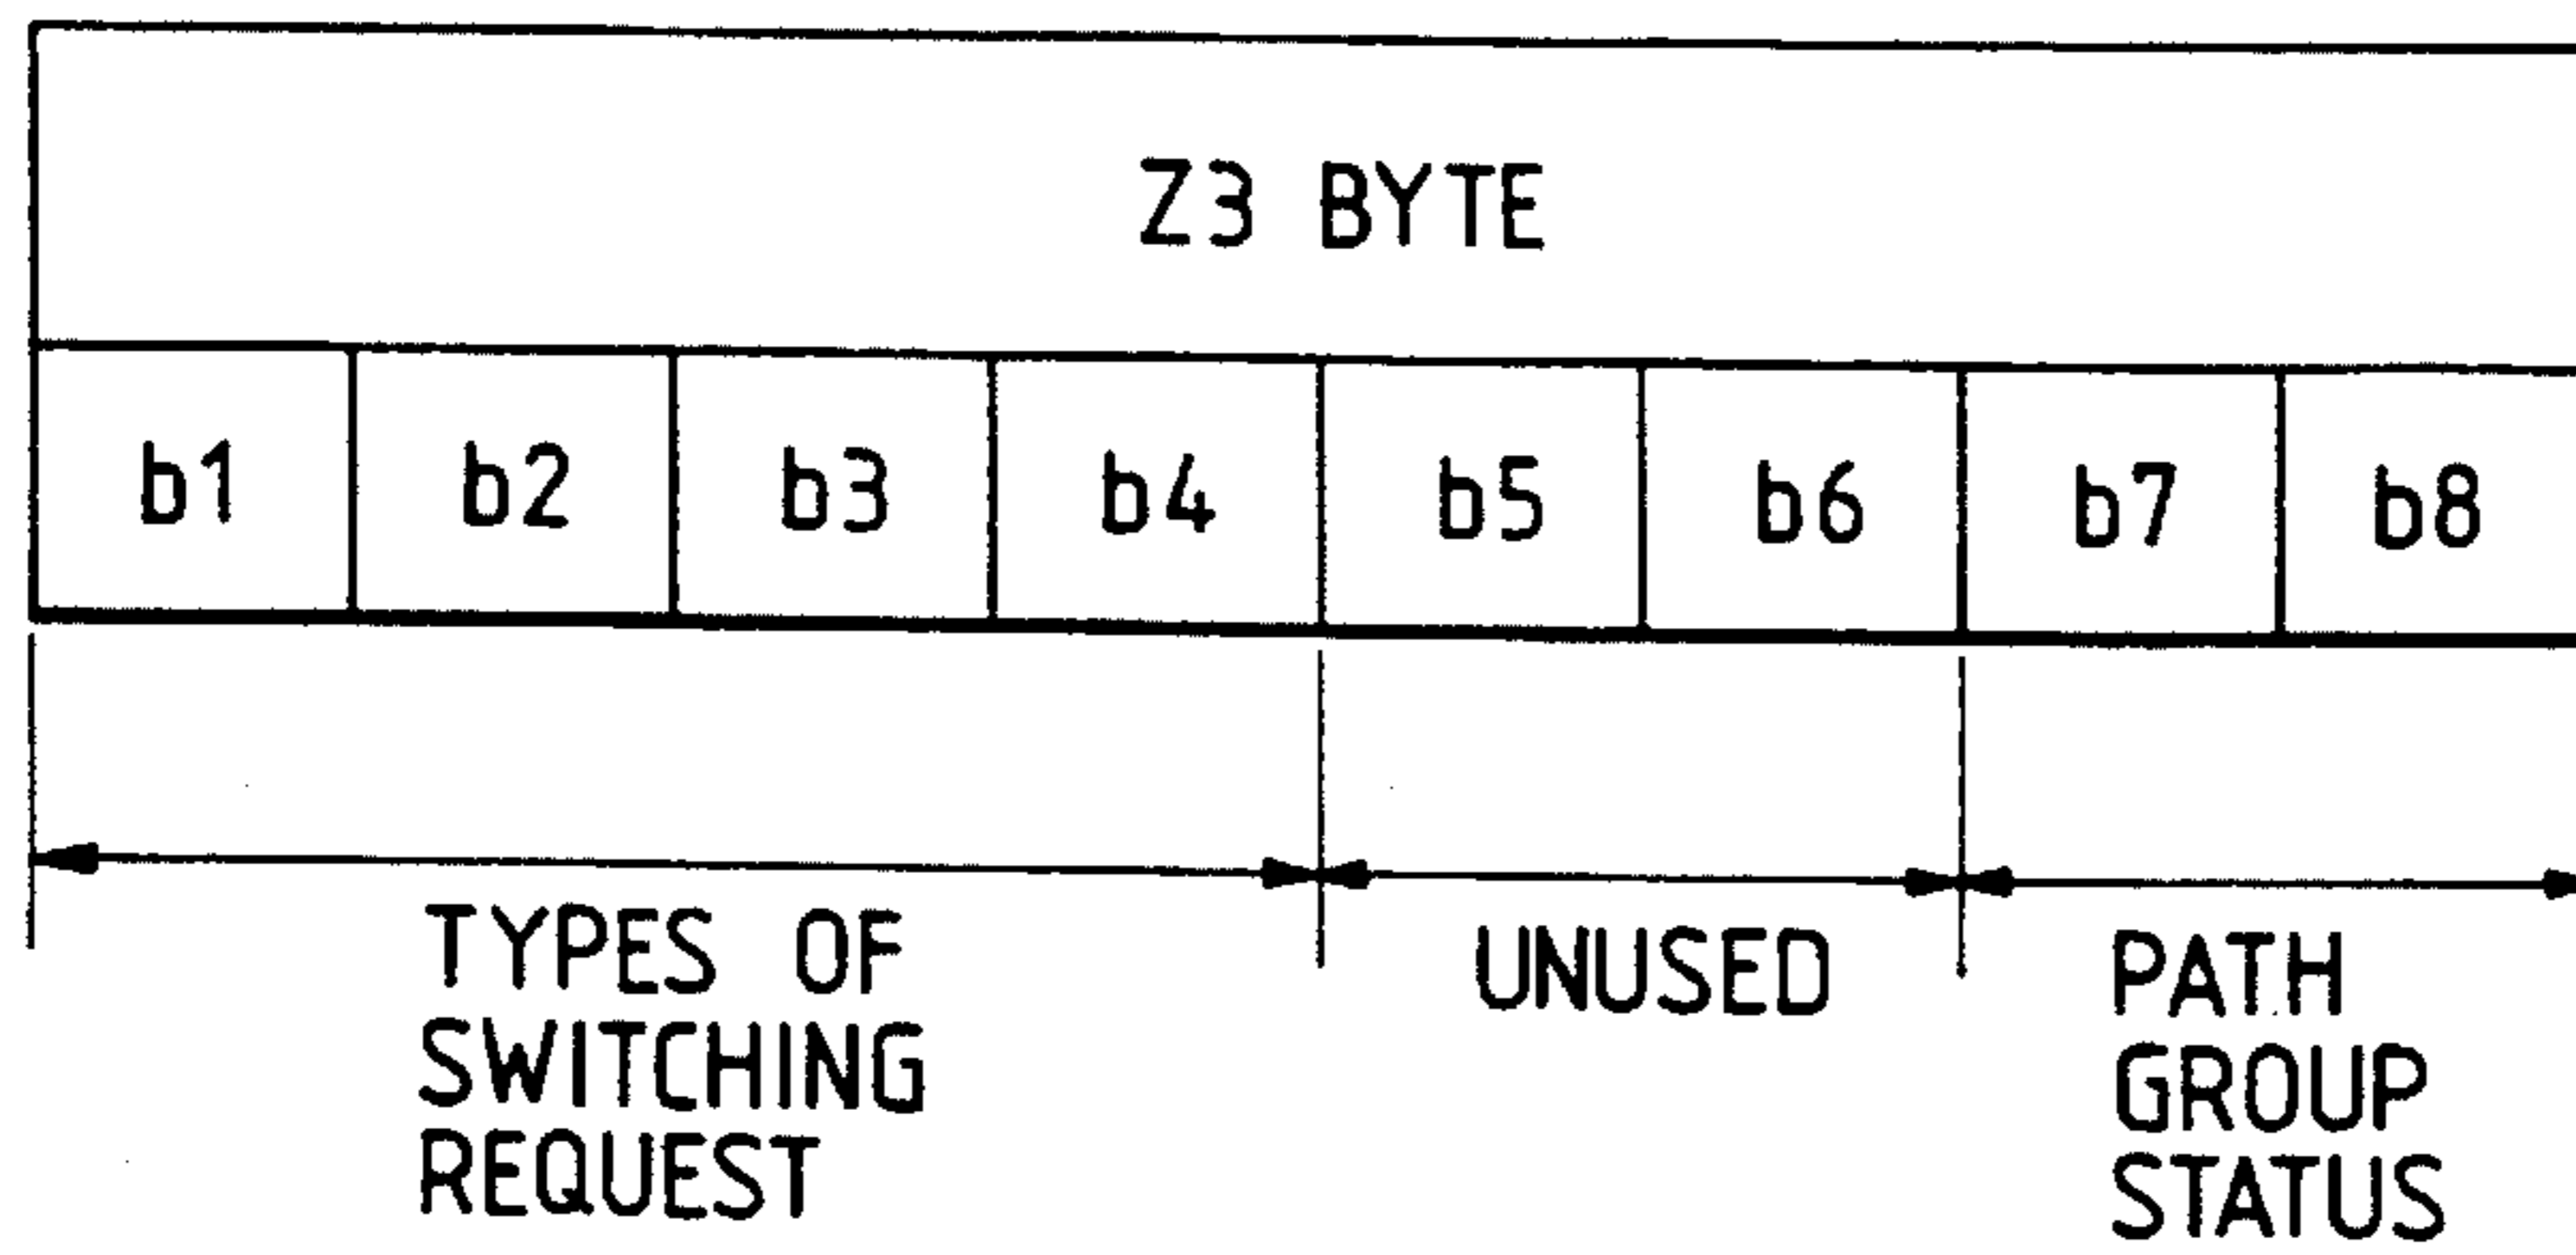 Z3 BYTE
b1 b2 b3 b4 b5 b6 b7 b8
TYPES OF
SWITCHING
REQUEST
UNUSED
PATH
GROUP
STATUS